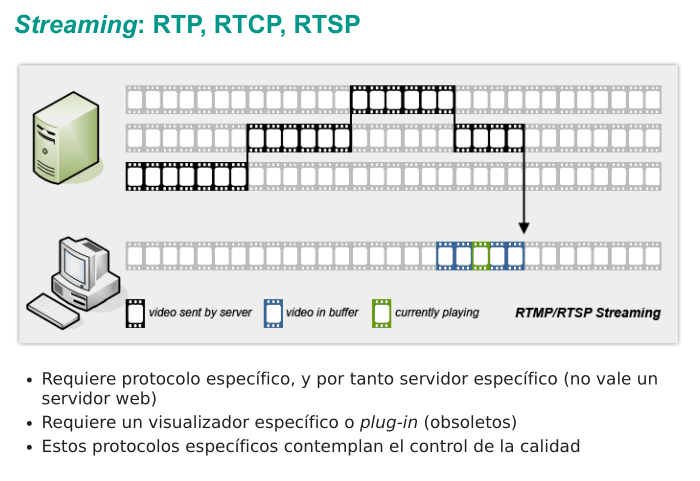 Streaming: RTP, RTCP, RTSP
video sent by server
video in buffer
currently playing
RTMP/RTSP Streaming
• Requiere protocolo específico, y por tanto servidor específico (no vale un
servidor web)
• Requiere un visualizador específico o plug-in (obsoletos)
• Estos protocolos específicos contemplan el control de la calidad